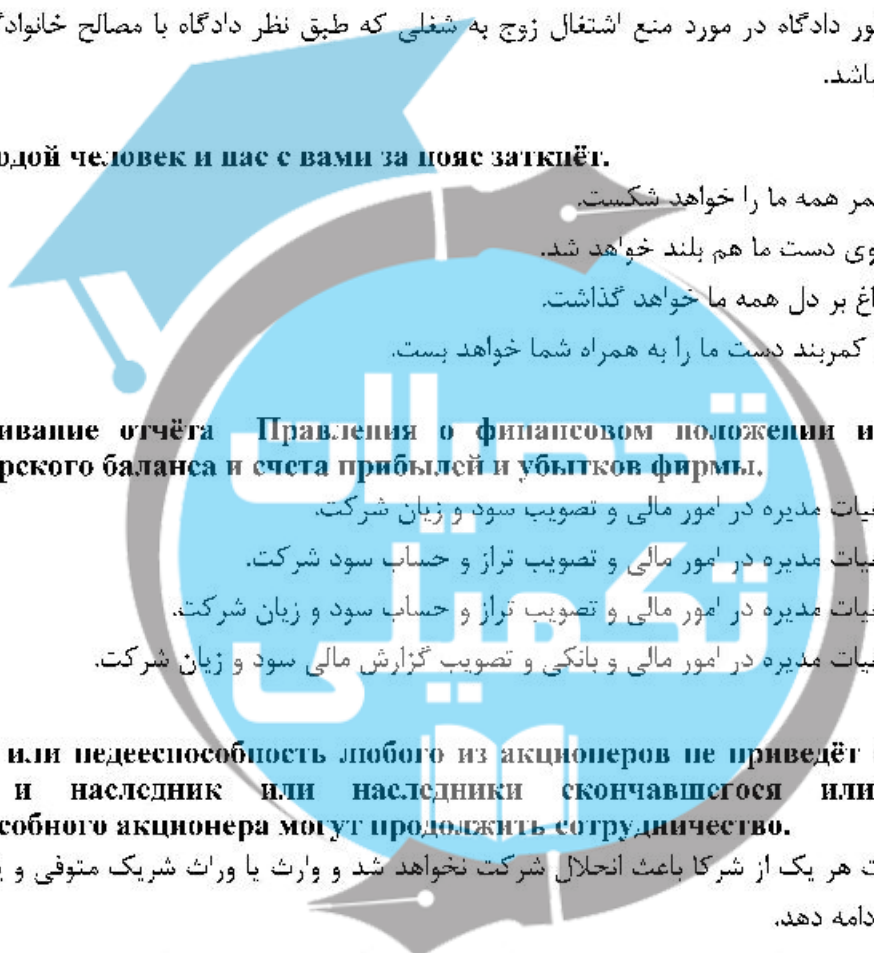 ور دادگاه در مورد منع اشتغال زوج به شغلی که طبق نظر دادگاه با مصالح خانوادگ
باشد.
одой человек и нас с вами за пояс заткнёт.
مر همه ما را خواهد شکست.
وی دست ما هم بلند خواهد شد.
اغ بر دل همه ما خواهد گذاشت.
کمربند دست ما را به همراه شما خواهد بست.
ивание отчёта Правления о финансовом положении и
рского баланса и счета прибылей и убытков фирмы.
یات مدیره در امور مالی و تصویب سود و زیان شرکت.
یات مدیره در امور مالی و تصویب تراز و حساب سود شرکت.
یات مدیره در امور مالی و تصویب تراز و حساب سود و زیان شرکت.
یات مدیره در امور مالی و بانکی و تصویب گزارش مالی سود و زیان شرکت.
تحصیلات
تکمیلی
или недееспособность любого из акционеров не приведёт
и наследник или наследники скончавшегося или
собного акционера могут продолжить сотрудничество.
ت هر یک از شرکا باعث انحلال شرکت نخواهد شد و وارث یا وراث شریک متوفی و ی
دامه دهد.